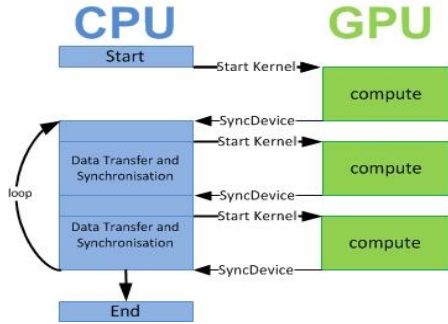 CPU
GPU
Start
Start Kernel
compute
SyncDevice
Start Kernel
Data Transfer and
Synchronisation
compute
loop
SyncDevice
Start Kernel
Data Transfer and
Synchronisation
compute
SyncDevice
End